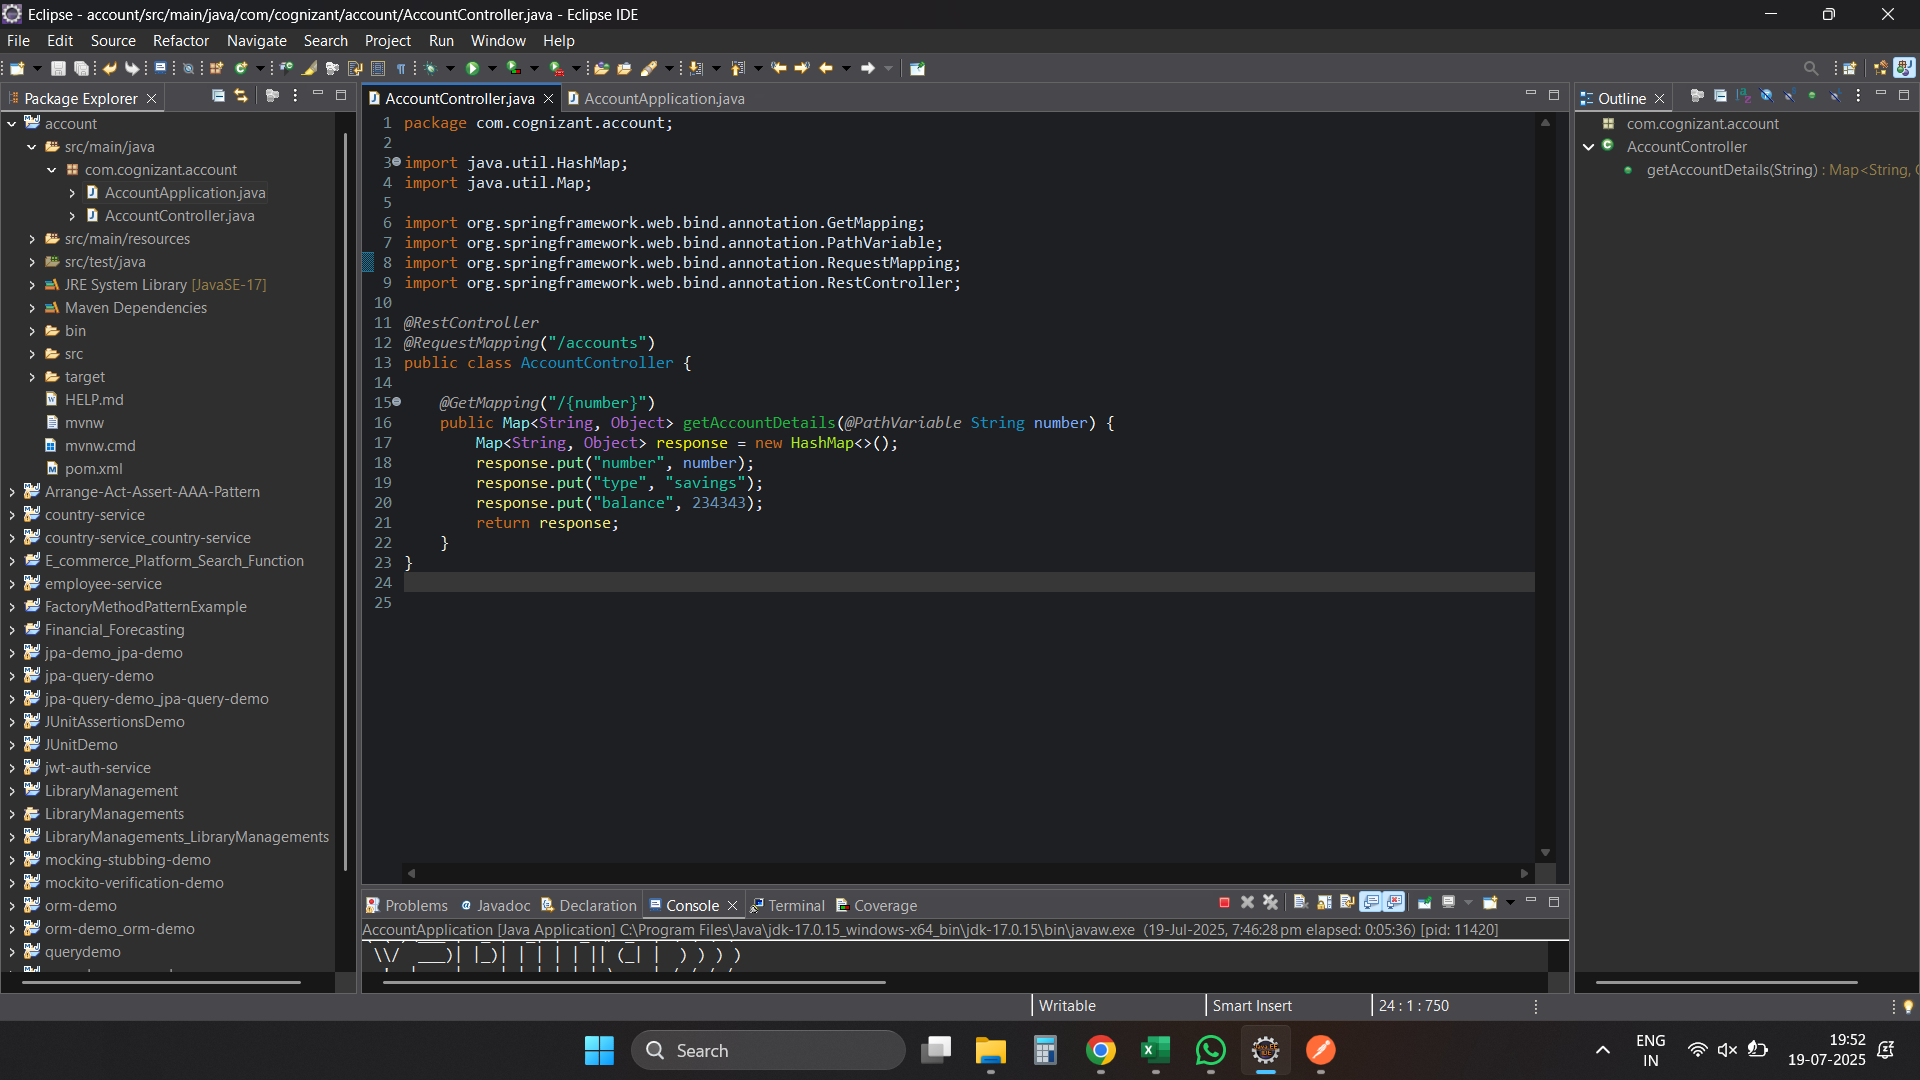 Eclipse - account/src/main/java/com/cognizant/account/AccountController.java - Eclipse IDE
File Edit Source Refactor Navigate Search Project Run Window Help
Package Explorer
account
src/main/java
com.cognizant.account
AccountApplication.java
AccountController.java
src/main/resources
src/test/java
JRE System Library [JavaSE-17]
Maven Dependencies
bin
src
target
HELP.md
mvnw
mvnw.cmd
pom.xml
Arrange-Act-Assert-AAA-Pattern
country-service
country-service_country-service
E_commerce_Platform_Search_Function
employee-service
FactoryMethodPatternExample
Financial_Forecasting
jpa-demo_jpa-demo
jpa-query-demo
jpa-query-demo_jpa-query-demo
JUnitAssertionsDemo
JUnitDemo
jwt-auth-service
LibraryManagement
LibraryManagements
LibraryManagements_LibraryManagements
mocking-stubbing-demo
mockito-verification-demo
orm-demo
orm-demo_orm-demo
querydemo
AccountController.java AccountApplication.java
1 package com.cognizant.account;
2
3 import java.util.HashMap;
4 import java.util.Map;
5
6 import org.springframework.web.bind.annotation.GetMapping;
7 import org.springframework.web.bind.annotation.PathVariable;
8 import org.springframework.web.bind.annotation.RequestMapping;
9 import org.springframework.web.bind.annotation.RestController;
10
11 @RestController
12 @RequestMapping("/accounts")
13 public class AccountController {
14
15 @GetMapping("/{number}")
16 public Map<String, Object> getAccountDetails(@PathVariable String number) {
17 Map<String, Object> response = new HashMap<>();
18 response.put("number", number);
19 response.put("type", "savings");
20 response.put("balance", 234343);
21 return response;
22 }
23 }
24
25
Outline
com.cognizant.account
AccountController
getAccountDetails(String) : Map<String,
Problems Javadoc Declaration Console Terminal Coverage
AccountApplication [Java Application] C:\Program Files\Java\jdk-17.0.15_windows-x64_bin\jdk-17.0.15\bin\javaw.exe (19-Jul-2025, 7:46:28 pm elapsed: 0:05:36) [pid: 11420]
\\/ ___)| |_)| | | | | || (_| | ) ) ) )
Writable Smart Insert 24 : 1 : 750
Search
ENG
IN
19:52
19-07-2025